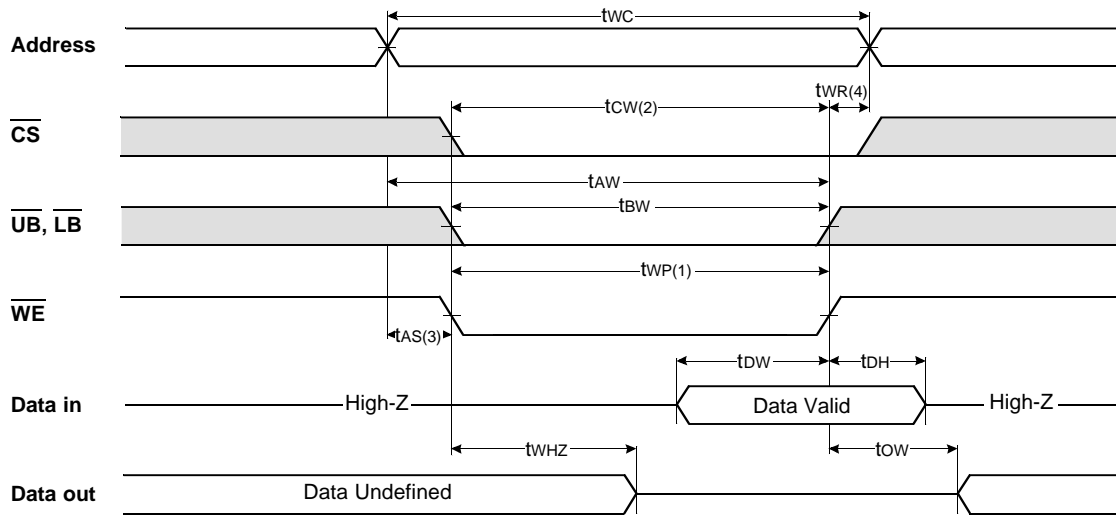 tWC
Address
tCW(2)
tWR(4)
CS
tAW
tBW
UB, LB
tWP(1)
WE
tAS(3)
tDW
tDH
Data in
High-Z
Data Valid
High-Z
tWHZ
tOW
Data out
Data Undefined